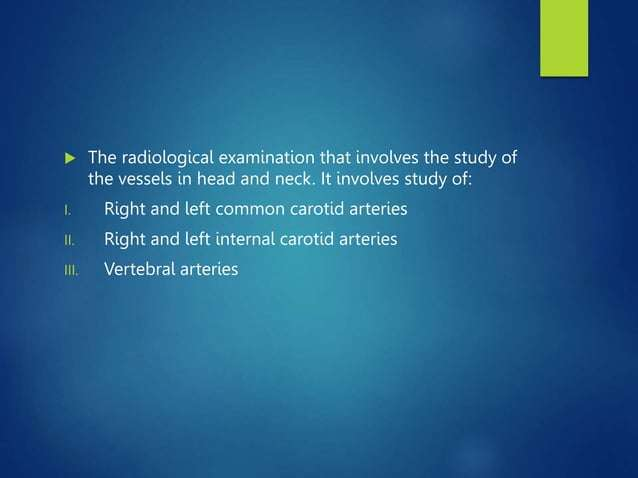 The radiological examination that involves the study of
the vessels in head and neck. It involves study of:
I. Right and left common carotid arteries
II. Right and left internal carotid arteries
III. Vertebral arteries